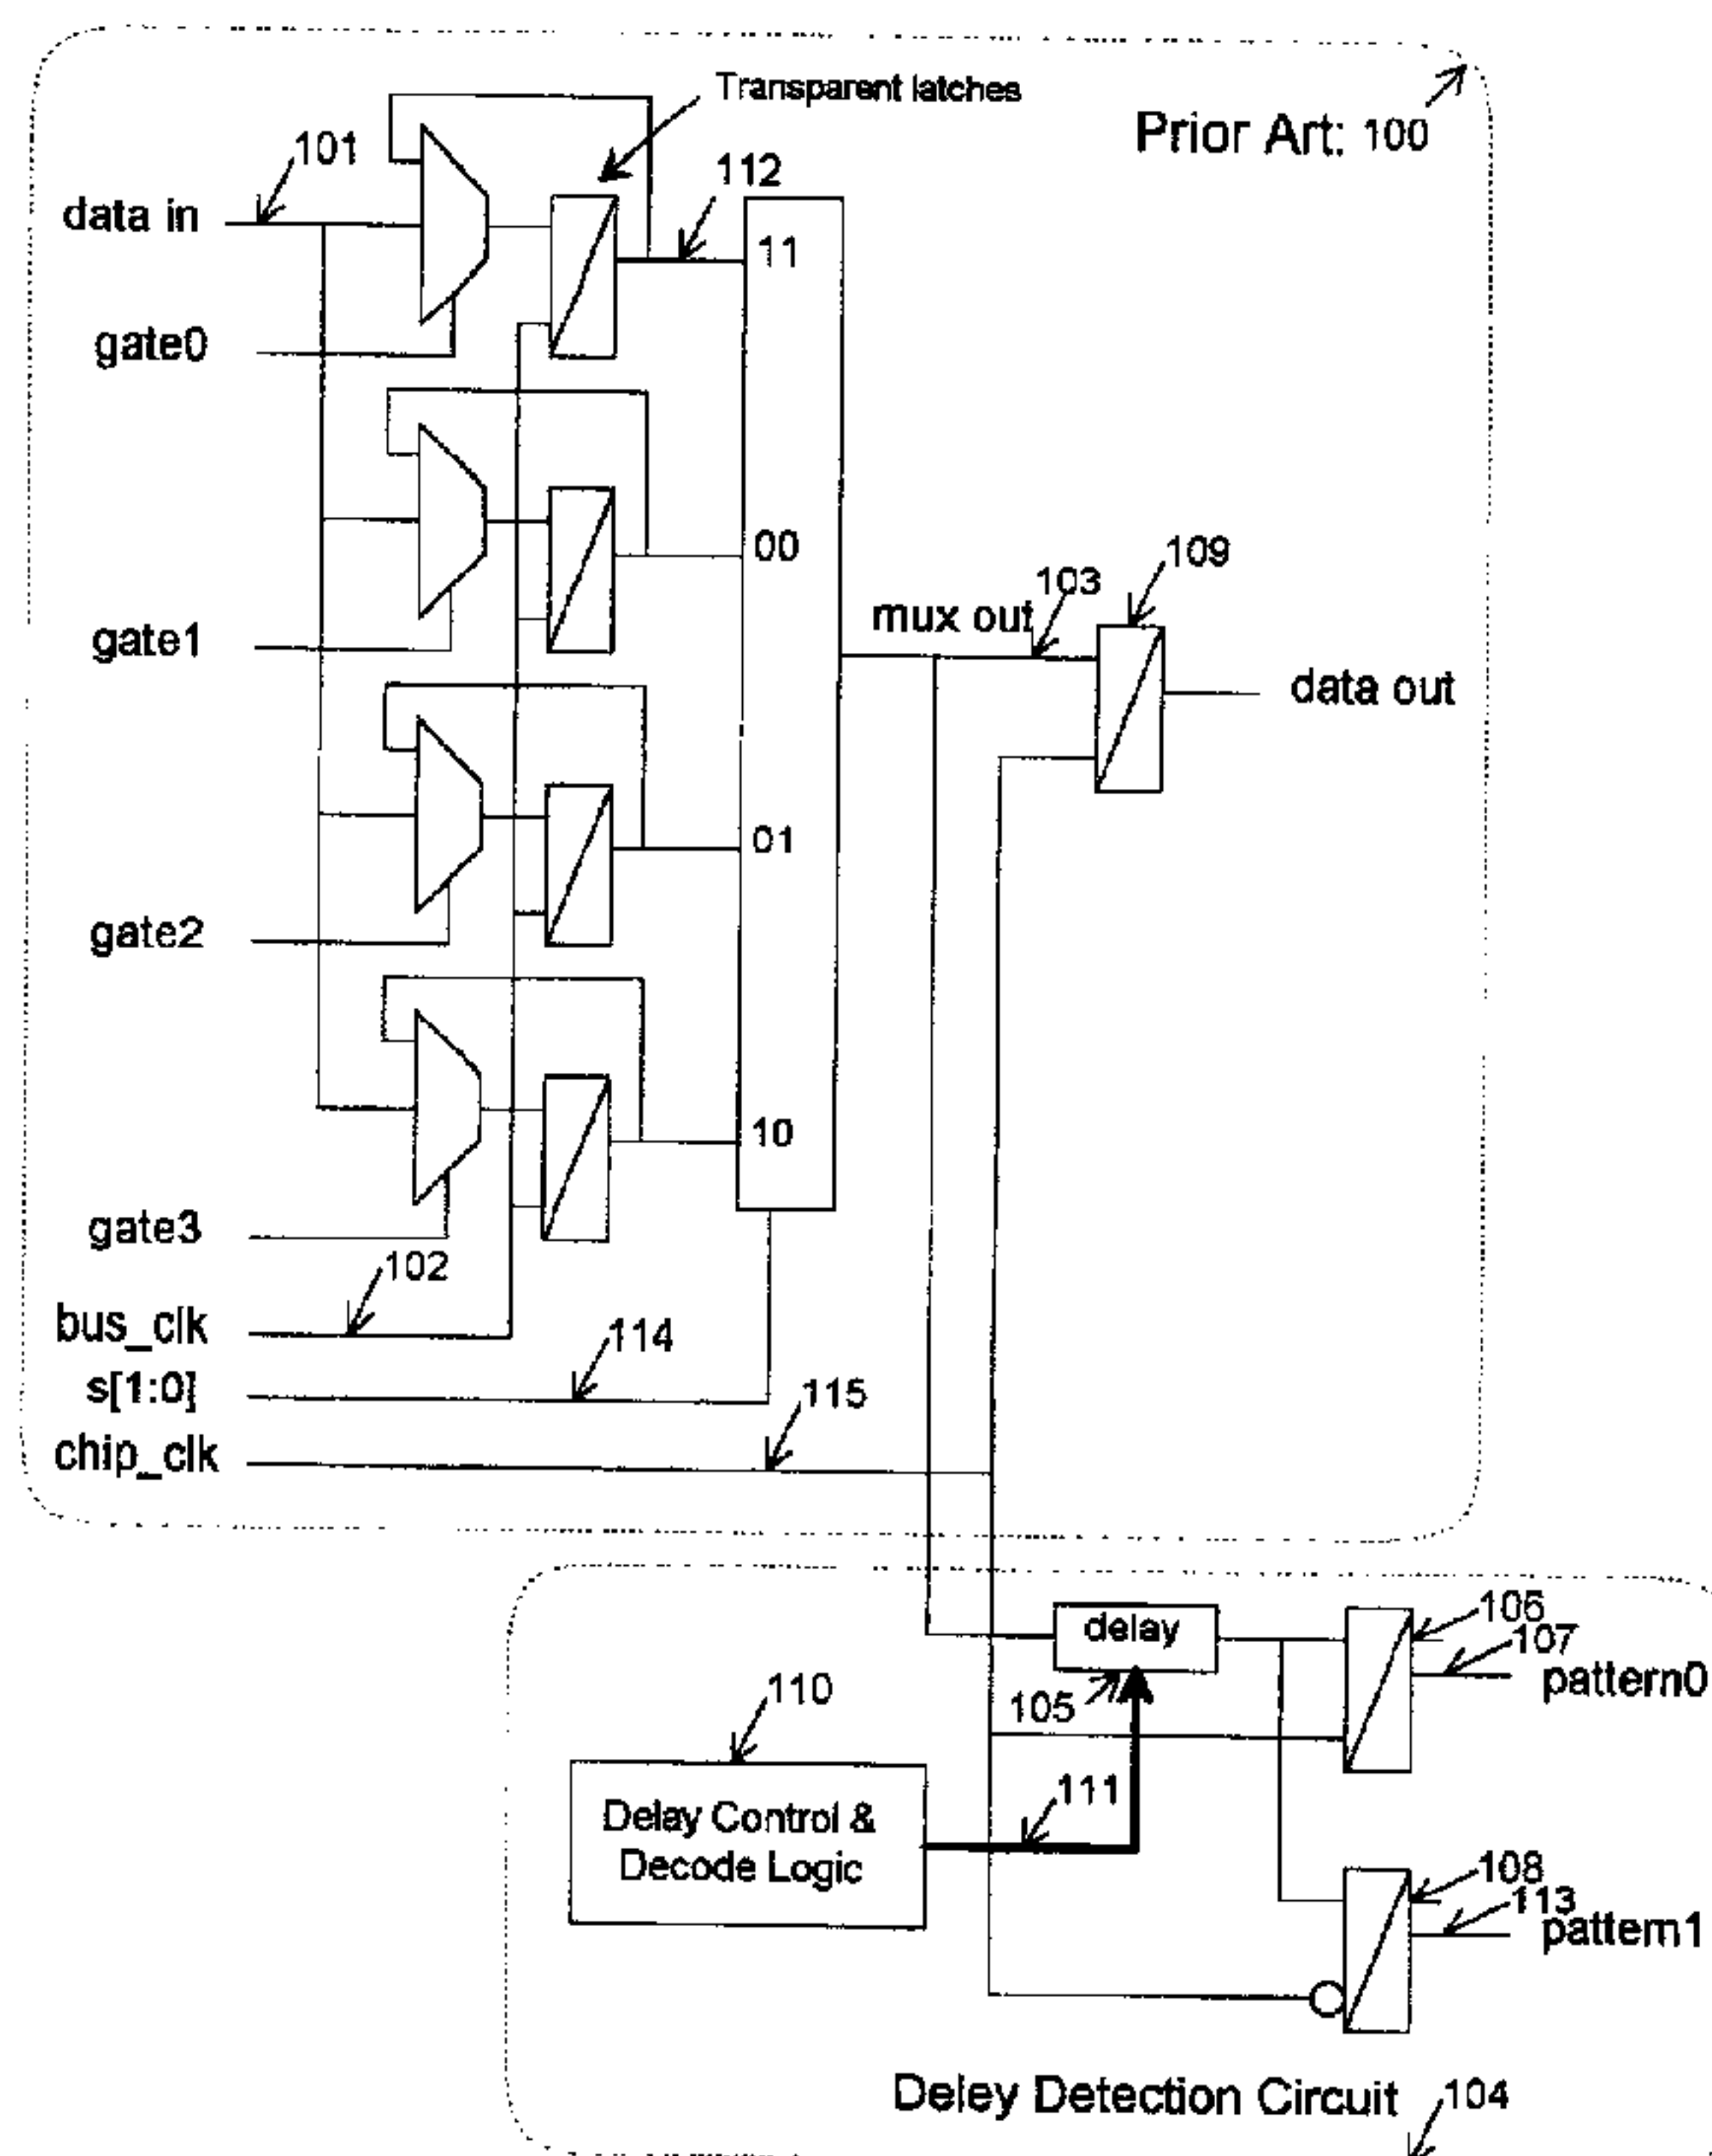 Transparent latches
Prior Art: 100
101
112
data in
11
gate0
00
109
103
mux out
gate1
data out
01
gate2
10
gate3
102
bus_clk
114
s[1:0]
115
chip_clk
delay
106
107
pattern0
110
105
111
Delay Control &
Decode Logic
108
113
pattem1
Deley Detection Circuit
104